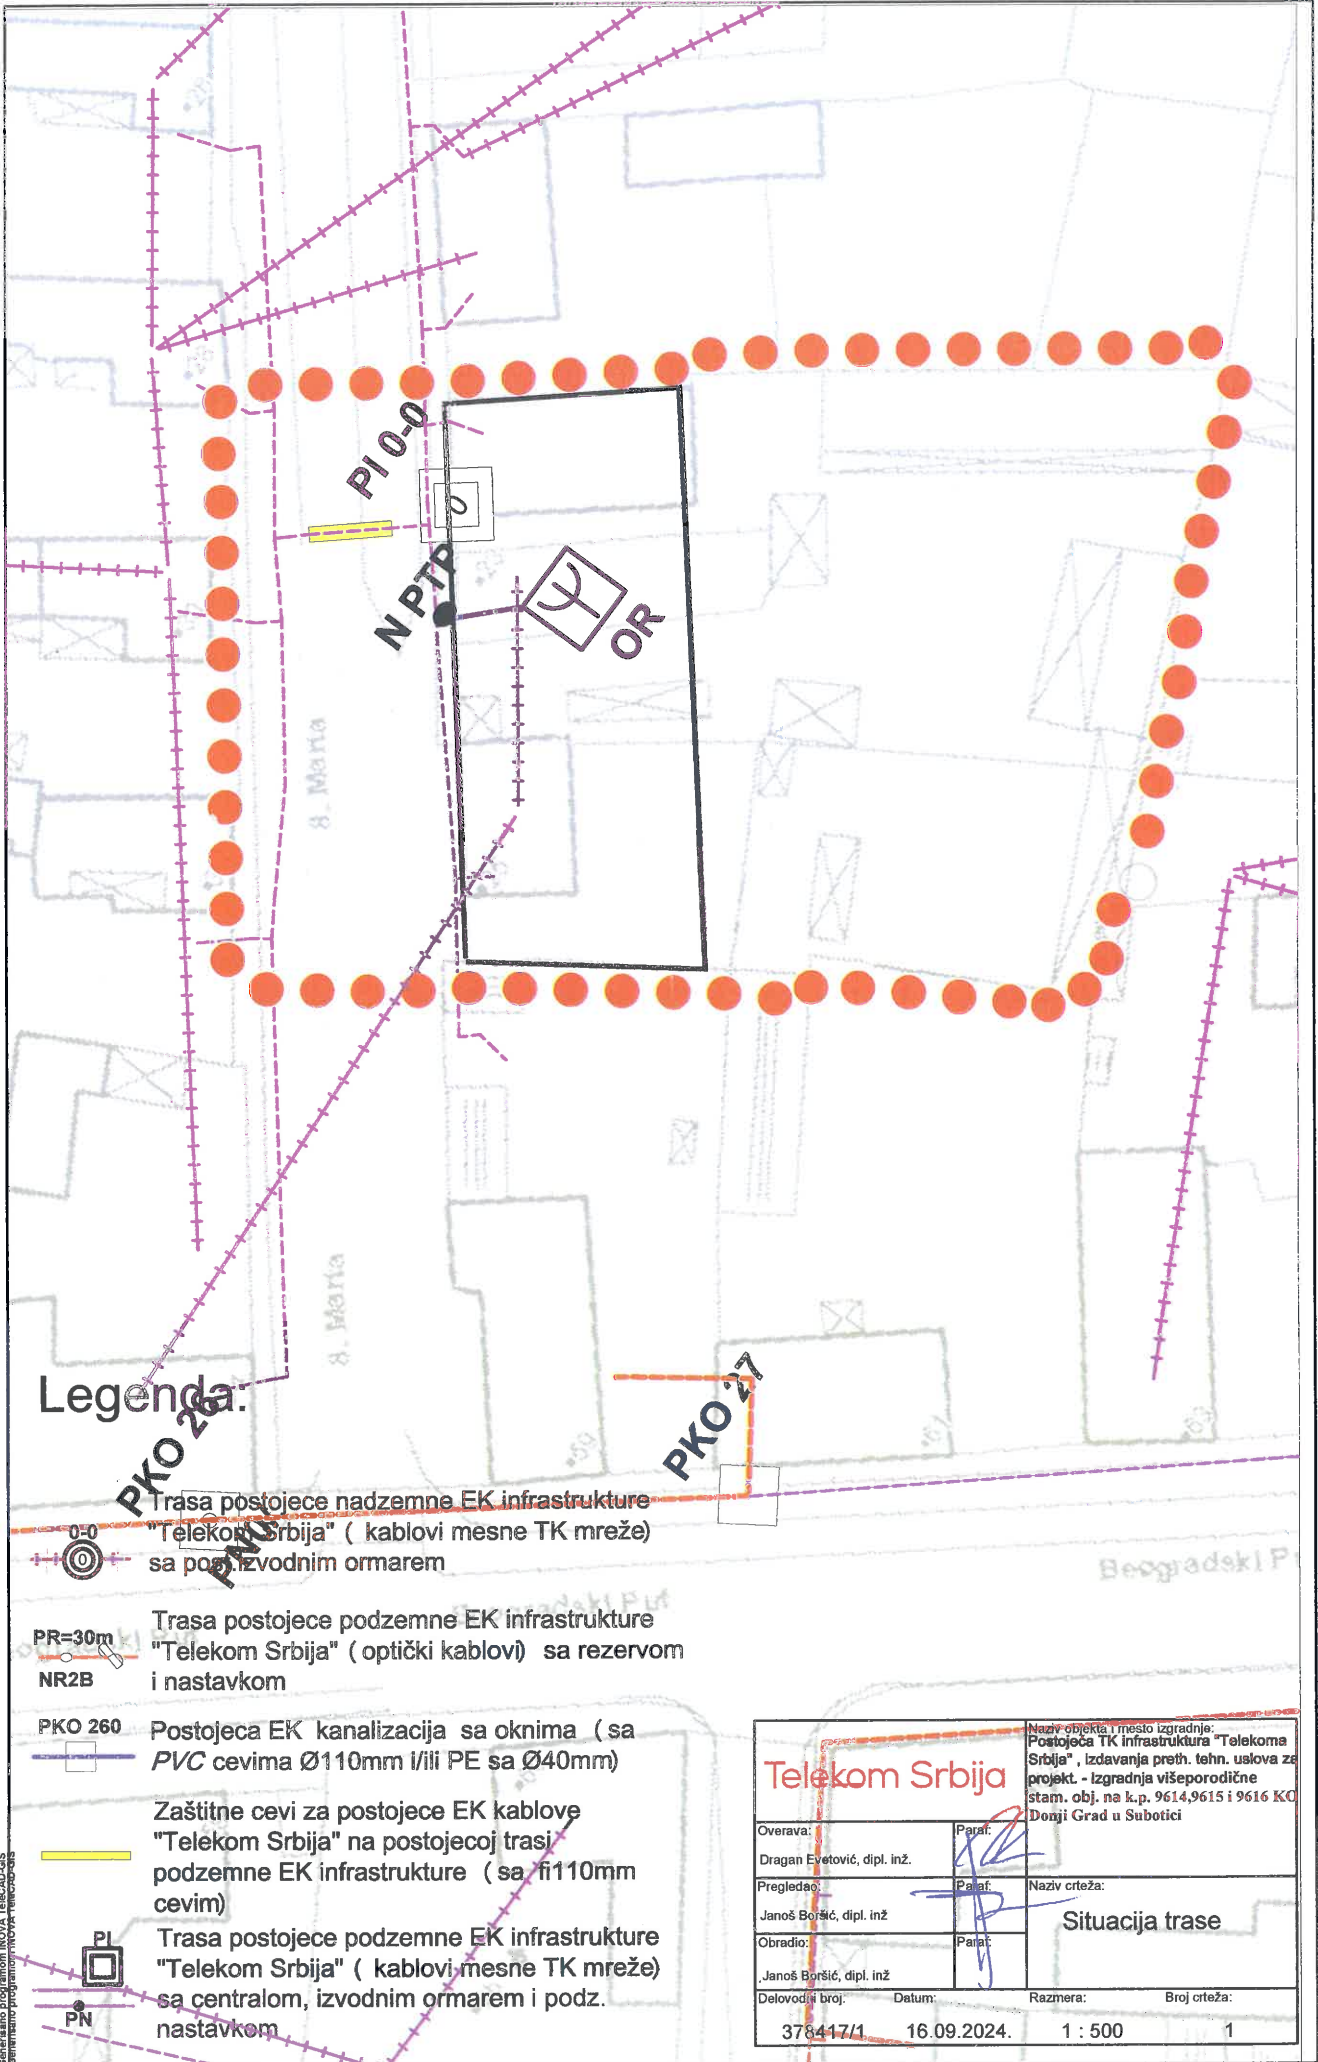 PI 0-0
0
N PTP
OR
8. Marta
8. Marta
Legenda:
PKO 26
PKO 27
Trasa postojece nadzemne EK infrastrukture
"Telekom Srbija" ( kablovi mesne TK mreže)
sa post. izvodnim ormarem
0-0
0
Beogradski Put
Beogradski P
PR=30m
NR2B
Trasa postojece podzemne EK infrastrukture
"Telekom Srbija" ( optički kablovi) sa rezervom
i nastavkom
PKO 260
Postojeca EK kanalizacija sa oknima ( sa
PVC cevima Ø110mm i/ili PE sa Ø40mm)
Zaštitne cevi za postojece EK kablove
"Telekom Srbija" na postojecoj trasi
podzemne EK infrastrukture ( sa fi110mm
cevim)
PI
PN
Trasa postojece podzemne EK infrastrukture
"Telekom Srbija" ( kablovi mesne TK mreže)
sa centralom, izvodnim ormarem i podz.
nastavkom
Telekom Srbija
Naziv objekta i mesto izgradnje:
Postojeća TK infrastruktura "Telekoma
Srbija" , izdavanja preth. tehn. uslova za
projekt. - izgradnja višeporodične
stam. obj. na k.p. 9614,9615 i 9616 KO
Donji Grad u Subotici
Overava:
Paraf:
Dragan Evetović, dipl. inž.
Pregledao:
Paraf:
Janoš Boršić, dipl. inž
Naziv crteža:
Situacija trase
Obradio:
Paraf:
Janoš Boršić, dipl. inž
Delovodni broj:
Datum:
Razmera:
Broj crteža:
378417/1
16.09.2024.
1 : 500
1